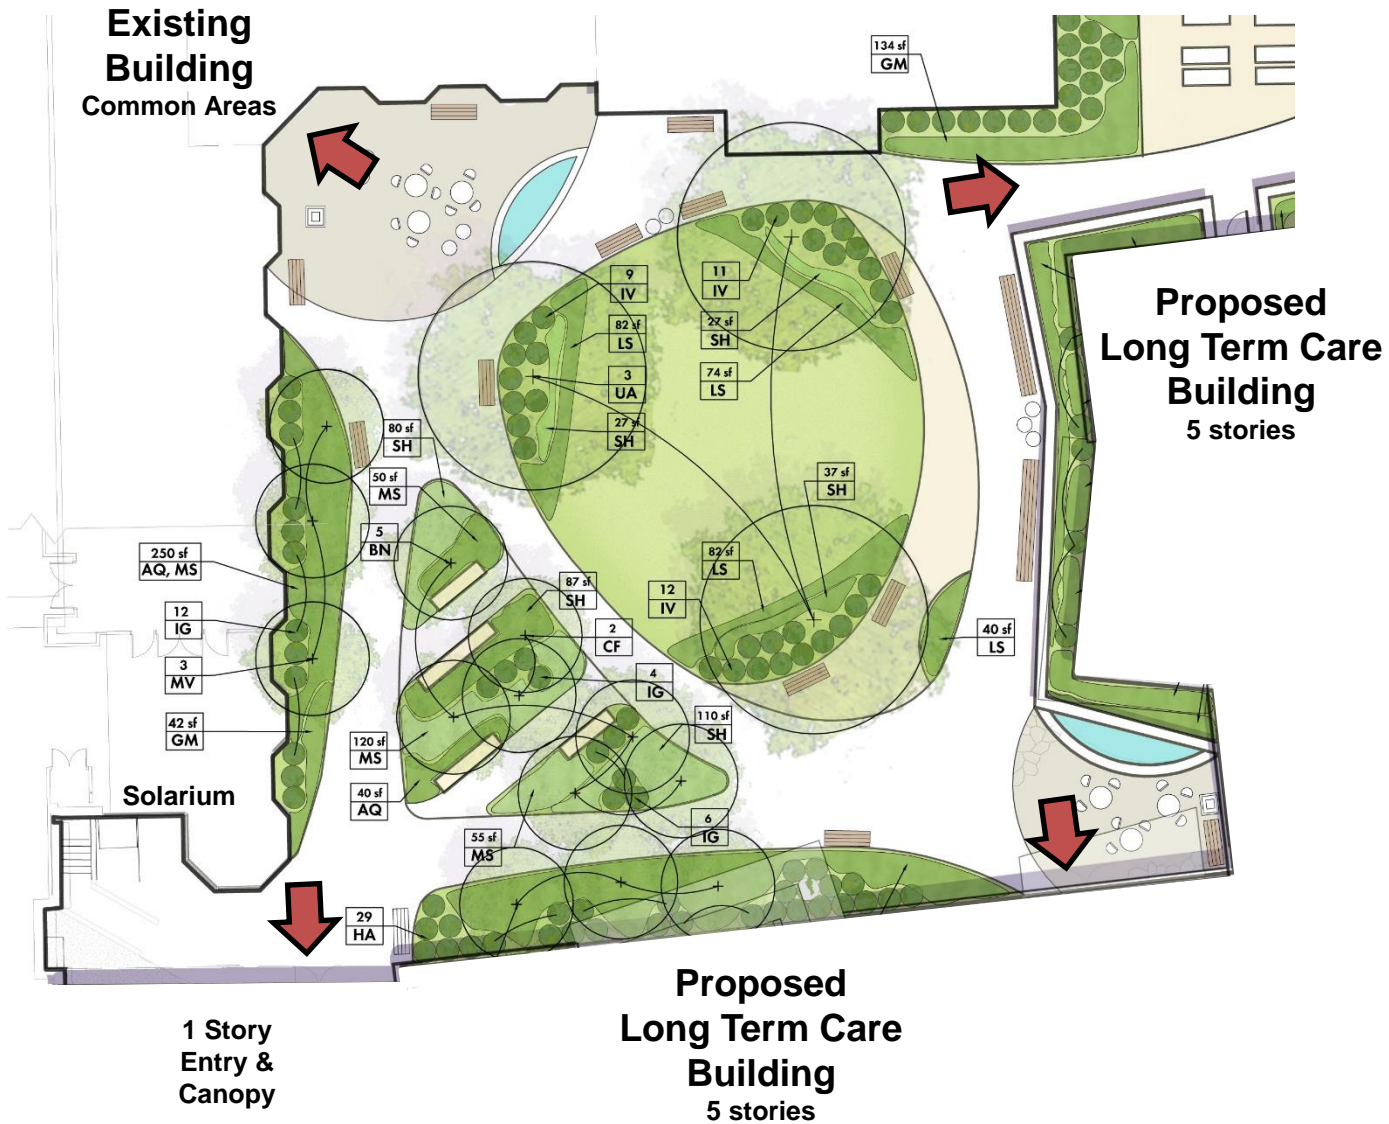 Existing
Building
Common Areas
134 sf
GM
9
IV
82 sf
LS
3
UA
27 sf
SH
11
IV
27 sf
SH
74 sf
LS
Proposed
Long Term Care
Building
5 stories
80 sf
SH
50 sf
MS
5
BN
37 sf
SH
82 sf
LS
12
IV
87 sf
SH
2
CF
4
IG
40 sf
LS
250 sf
AQ, MS
12
IG
3
MV
42 sf
GM
120 sf
MS
40 sf
AQ
110 sf
SH
6
IG
55 sf
MS
Solarium
29
HA
1 Story
Entry &
Canopy
Proposed
Long Term Care
Building
5 stories